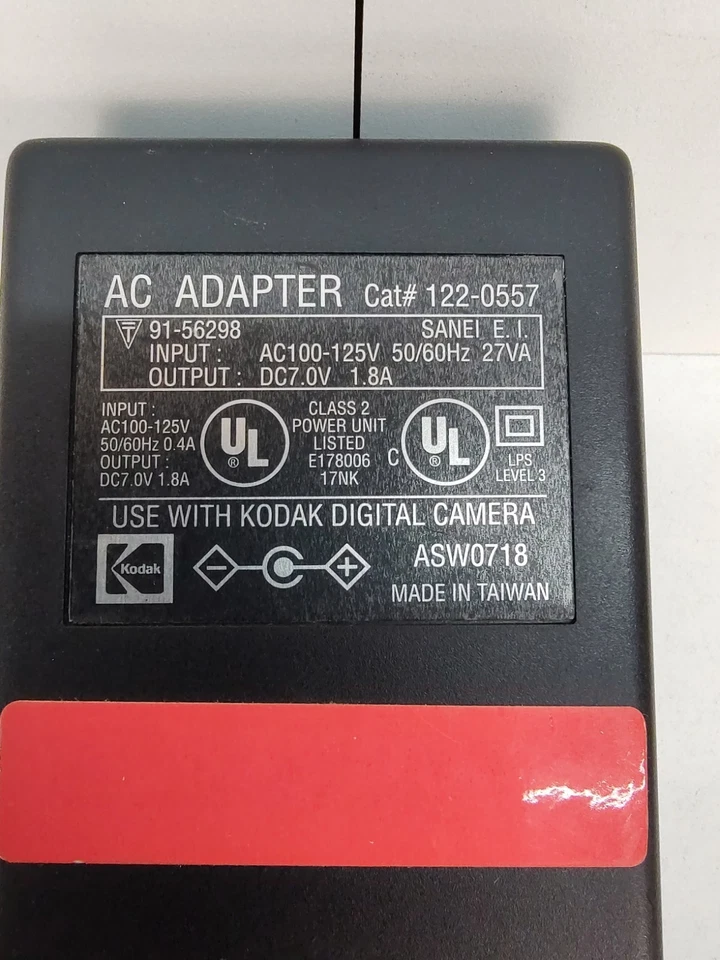 AC ADAPTER Cat# 122-0557
T 91-56298 SANEI E. I.
INPUT : AC100-125V 50/60Hz 27VA
OUTPUT : DC7.0V 1.8A
INPUT :
AC100-125V
50/60Hz 0.4A
OUTPUT :
DC7.0V 1.8A
UL ®
CLASS 2
POWER UNIT
LISTED
E178006
17NK
C UL ®
LPS
LEVEL 3
USE WITH KODAK DIGITAL CAMERA
Kodak
- +
ASW0718
MADE IN TAIWAN